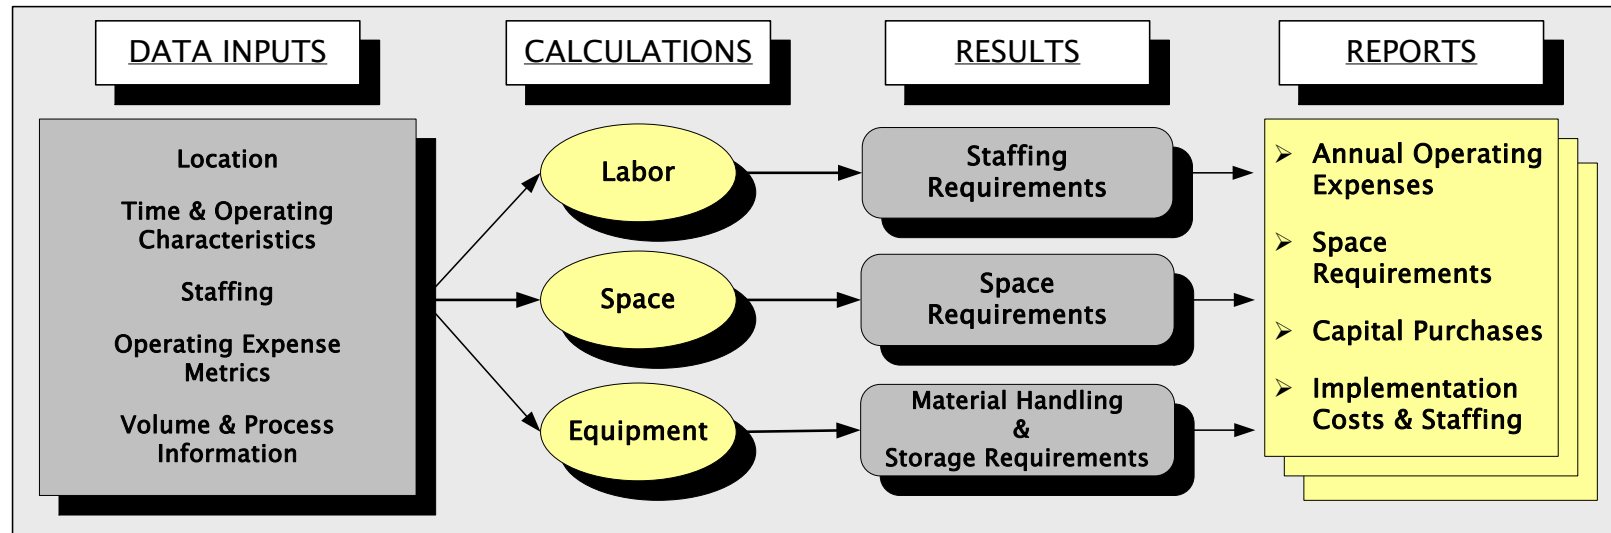 DATA INPUTS
CALCULATIONS
RESULTS
REPORTS
Location
Time & Operating
Characteristics
Staffing
Operating Expense
Metrics
Volume & Process
Information
Labor
Space
Equipment
Staffing
Requirements
Space
Requirements
Material Handling
&
Storage Requirements
➢ Annual Operating
Expenses
➢ Space
Requirements
➢ Capital Purchases
➢ Implementation
Costs & Staffing